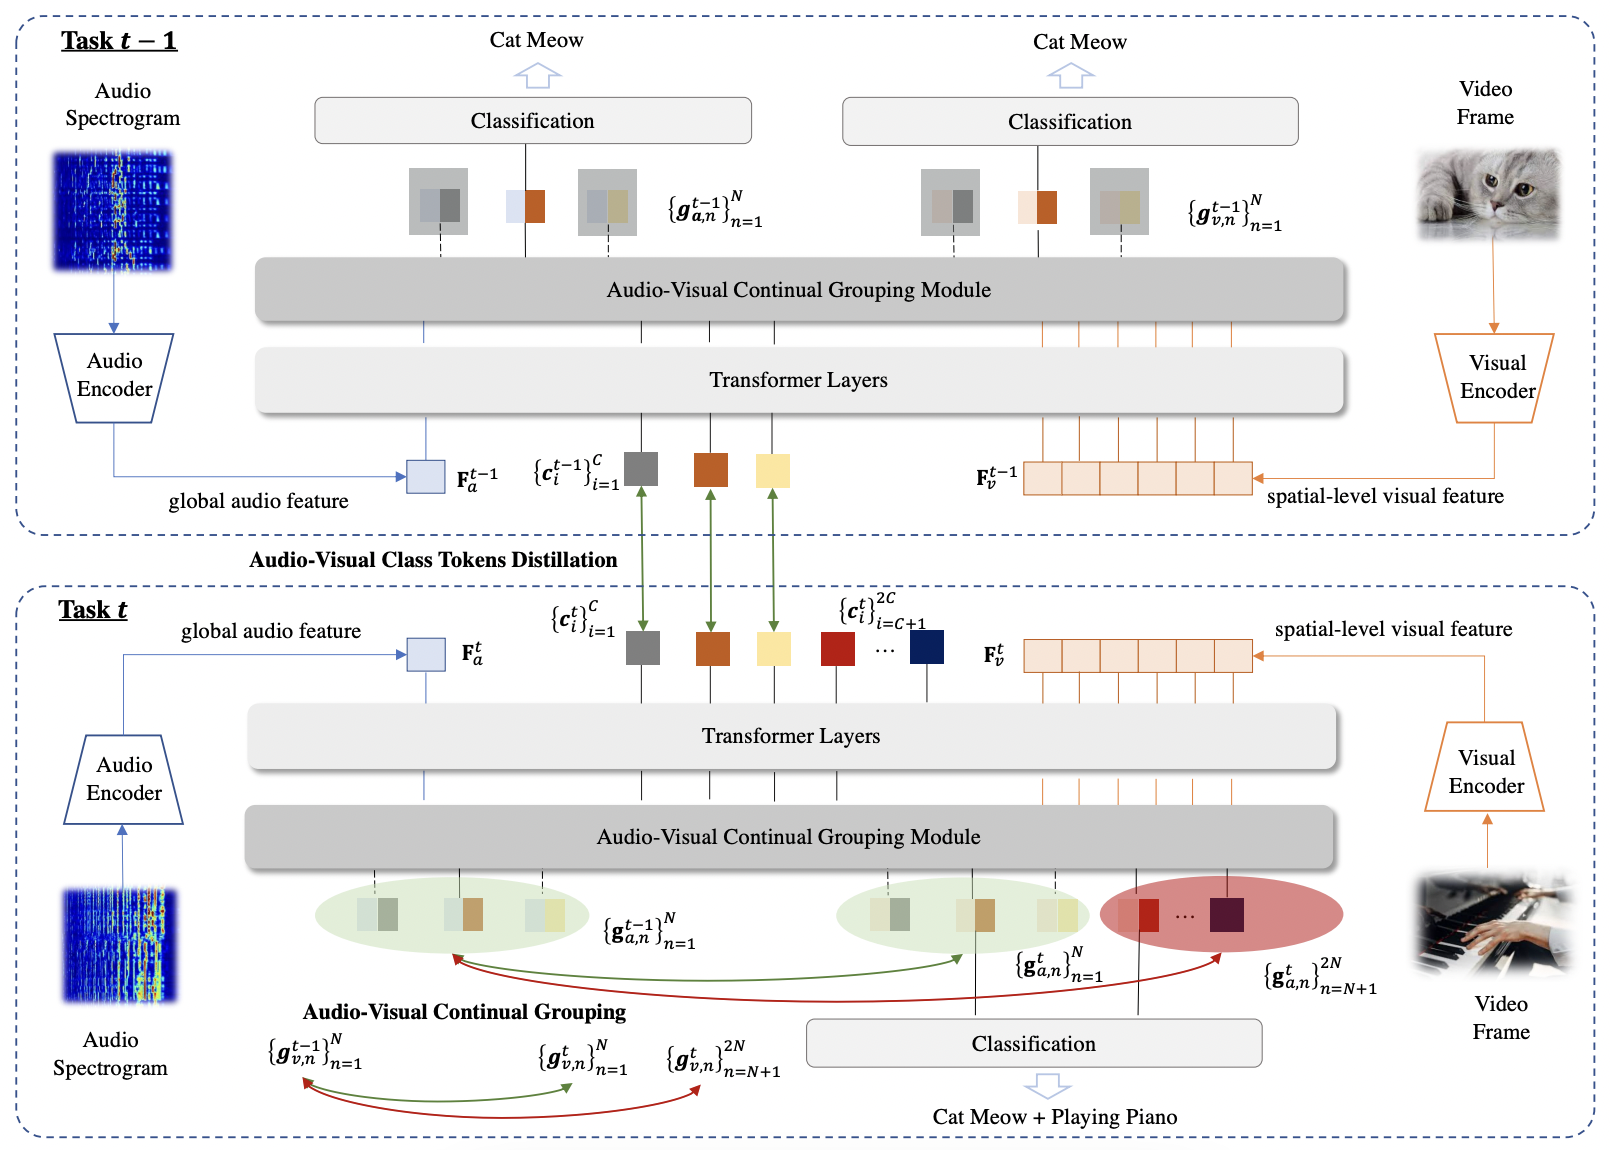 Task t − 1
Cat Meow
Cat Meow
Audio
Spectrogram
Video
Frame
Classification
Classification
{g_{a,n}^{t−1}}_{n=1}^{N}
{g_{v,n}^{t−1}}_{n=1}^{N}
Audio-Visual Continual Grouping Module
Audio
Encoder
Visual
Encoder
Transformer Layers
F_a^{t−1}
{c_i^{t−1}}_{i=1}^{C}
F_v^{t−1}
global audio feature
spatial-level visual feature
Audio-Visual Class Tokens Distillation
Task t
global audio feature
F_a^t
{c_i^t}_{i=1}^{C}
{c_i^t}_{i=C+1}^{2C}
...
F_v^t
spatial-level visual feature
Transformer Layers
Audio
Encoder
Visual
Encoder
Audio-Visual Continual Grouping Module
{g_{a,n}^{t−1}}_{n=1}^{N}
...
{g_{a,n}^t}_{n=1}^{N}
{g_{a,n}^t}_{n=N+1}^{2N}
Audio-Visual Continual Grouping
Audio
Spectrogram
Video
Frame
{g_{v,n}^{t−1}}_{n=1}^{N}
{g_{v,n}^t}_{n=1}^{N}
{g_{v,n}^t}_{n=N+1}^{2N}
Classification
Cat Meow + Playing Piano